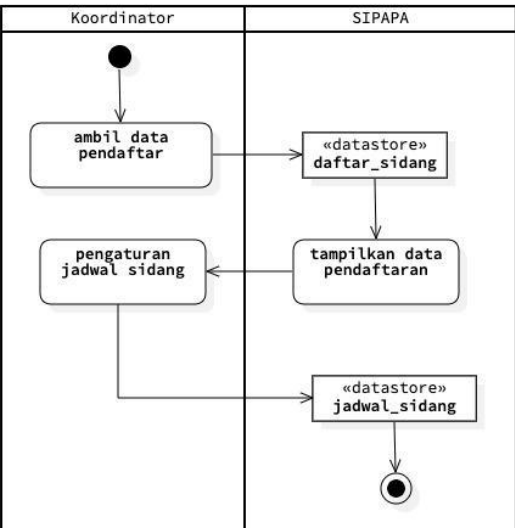 Koordinator
SIPAPA
ambil data
pendaftar
«datastore»
daftar_sidang
pengaturan
jadwal sidang
tampilkan data
pendaftaran
«datastore»
jadwal_sidang